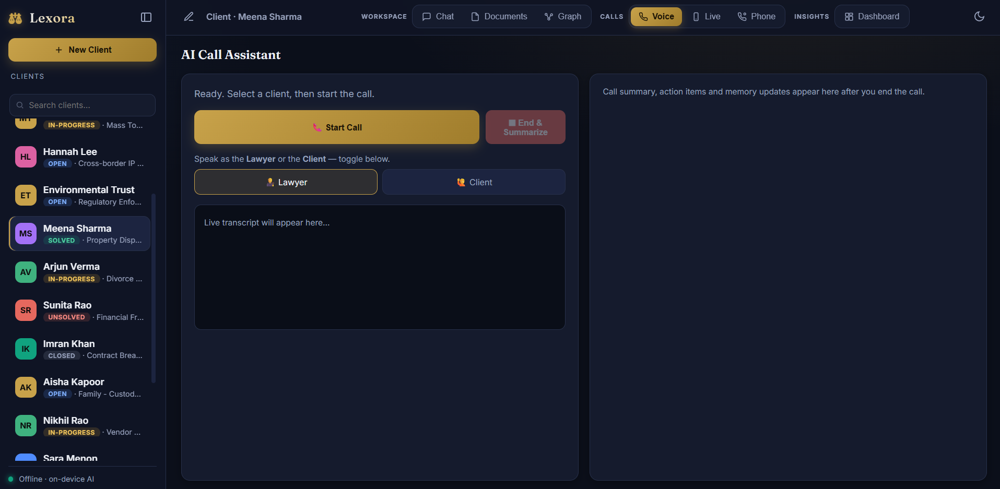 Lexora
New Client
CLIENTS
Search clients...
IN-PROGRESS · Mass To...
HL
Hannah Lee
OPEN · Cross-border IP ...
ET
Environmental Trust
OPEN · Regulatory Enfo...
MS
Meena Sharma
SOLVED · Property Disp...
AV
Arjun Verma
IN-PROGRESS · Divorce ...
SR
Sunita Rao
UNSOLVED · Financial Fr...
IK
Imran Khan
CLOSED · Contract Brea...
AK
Aisha Kapoor
OPEN · Family - Custod...
NR
Nikhil Rao
IN-PROGRESS · Vendor ...
Sara Menon
Offline · on-device AI
Client · Meena Sharma
WORKSPACE
Chat
Documents
Graph
CALLS
Voice
Live
Phone
INSIGHTS
Dashboard
AI Call Assistant
Ready. Select a client, then start the call.
Start Call
End &
Summarize
Speak as the Lawyer or the Client — toggle below.
Lawyer
Client
Live transcript will appear here...
Call summary, action items and memory updates appear here after you end the call.